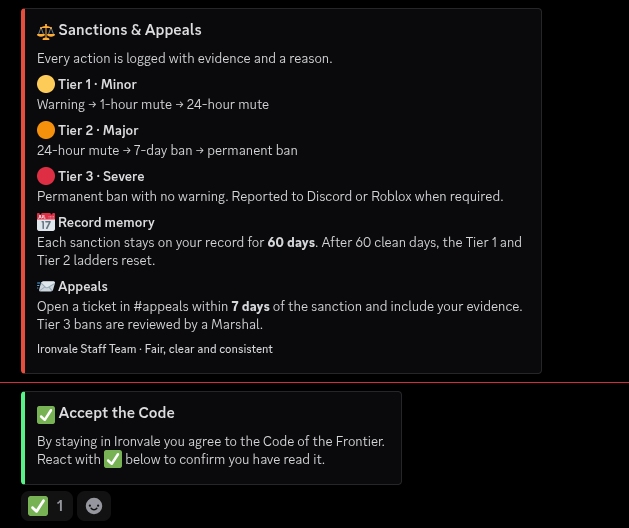 Sanctions & Appeals
Every action is logged with evidence and a reason.
Tier 1 · Minor
Warning → 1-hour mute → 24-hour mute
Tier 2 · Major
24-hour mute → 7-day ban → permanent ban
Tier 3 · Severe
Permanent ban with no warning. Reported to Discord or Roblox when required.
Record memory
Each sanction stays on your record for 60 days. After 60 clean days, the Tier 1 and
Tier 2 ladders reset.
Appeals
Open a ticket in #appeals within 7 days of the sanction and include your evidence.
Tier 3 bans are reviewed by a Marshal.
Ironvale Staff Team · Fair, clear and consistent
Accept the Code
By staying in Ironvale you agree to the Code of the Frontier.
React with ✅ below to confirm you have read it.
1